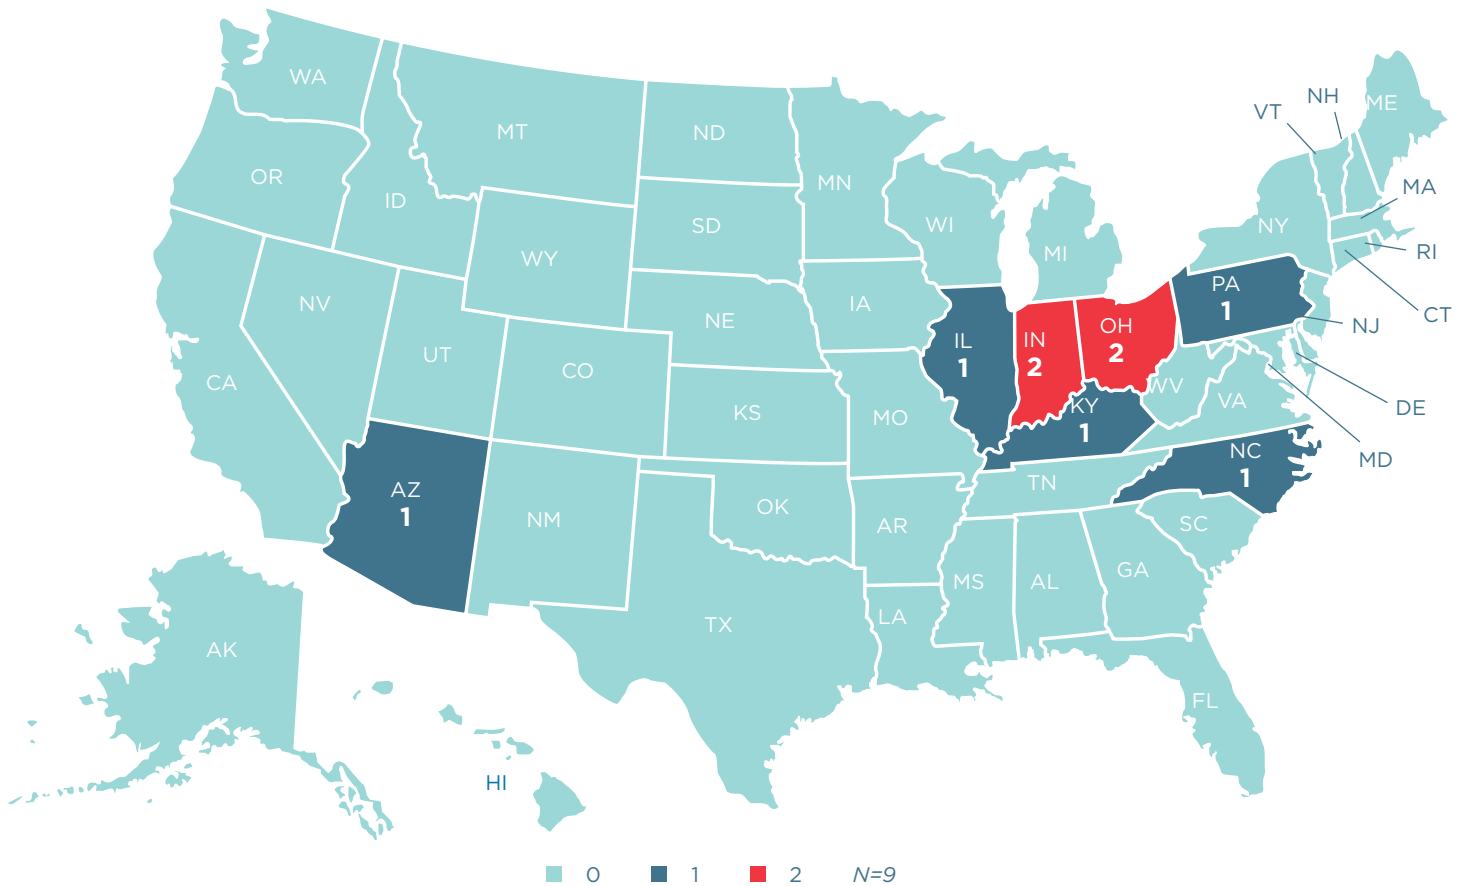 WA
MT
ND
MN
OR
ID
SD
WI
MI
NY
VT
NH
ME
MA
RI
CT
WY
NV
UT
CO
NE
IA
IL
1
IN
2
OH
2
PA
1
NJ
DE
MD
CA
KS
MO
KY
1
WV
VA
NC
1
TN
AZ
1
NM
OK
AR
SC
MS
AL
GA
TX
LA
FL
AK
HI
0 1 2 N=9